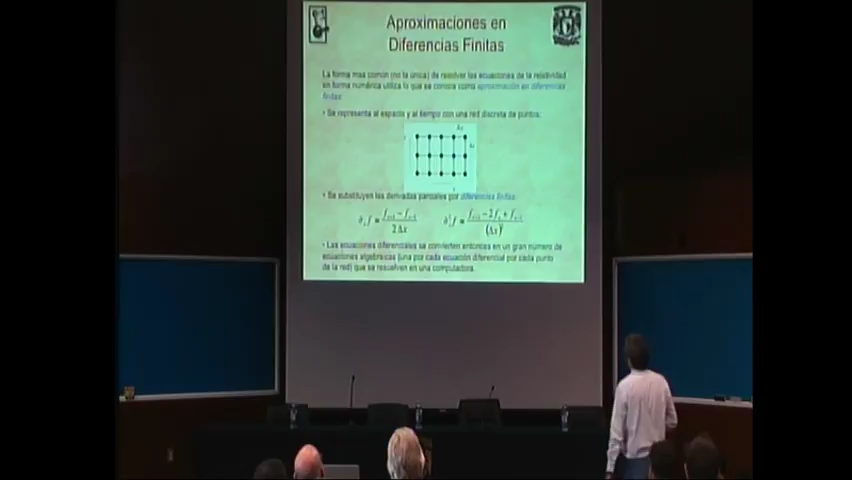 Aproximaciones en
Diferencias Finitas
La forma mas común (no la única) de resolver las ecuaciones de la relatividad
en forma numérica utiliza lo que se conoce como aproximación en diferencias
finitas:
• Se representa al espacio y al tiempo con una red discreta de puntos:
• Se substituyen las derivadas parciales por diferencias finitas:
• Las ecuaciones diferenciales se convierten entonces en un gran número de
ecuaciones algebraicas (una por cada ecuación diferencial por cada punto
de la red) que se resuelven en una computadora.